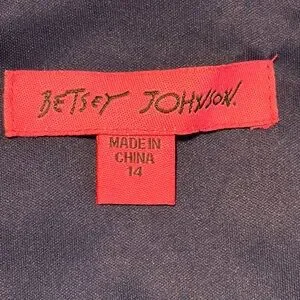 BETSEY JOHNSON.
MADE IN
CHINA
14